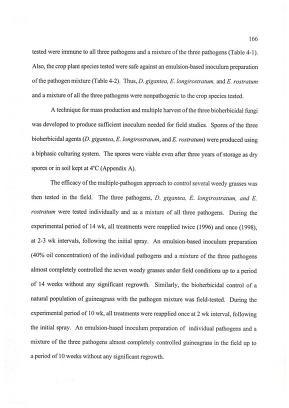 166
tested were immune to all three pathogens and a mixture of the three pathogens (Table 4-1).
Also, the crop plant species tested were safe against an emulsion-based inoculum preparation
of the pathogen mixture (Table 4-2). Thus, D. gigantea, E. longirostratum, and E. rostratum
and a mixture of all the three pathogens were nonpathogenic to the crop species tested.
A technique for mass production and multiple harvest of the three bioherbicidal fungi
was developed to produce sufficient inoculum needed for field studies. Spores of the three
bioherbicidal agents (D. gigantea, E. longirostratum, and E. rostratum) were produced using
a biphasic culturing system. The spores were viable even after three years of storage as dry
spores or in soil kept at 4°C (Appendix A).
The efficacy of the multiple-pathogen approach to control several weedy grasses was
then tested in the field. The three pathogens, D. gigantea, E. longirostratum, and E.
rostratum were tested individually and as a mixture of all three pathogens. During the
experimental period of 14 wk, all treatments were reapplied twice (1996) and once (1998),
at 2-3 wk intervals, following the initial spray. An emulsion-based inoculum preparation
(40% oil concentration) of the individual pathogens and a mixture of the three pathogens
almost completely controlled the seven weedy grasses under field conditions up to a period
of 14 weeks without any significant regrowth. Similarly, the bioherbicidal control of a
natural population of guineagrass with the pathogen mixture was field-tested. During the
experimental period of 10 wk, all treatments were reapplied once at 2 wk interval, following
the initial spray. An emulsion-based inoculum preparation of individual pathogens and a
mixture of the three pathogens almost completely controlled guineagrass in the field up to
a period of 10 weeks without any significant regrowth.